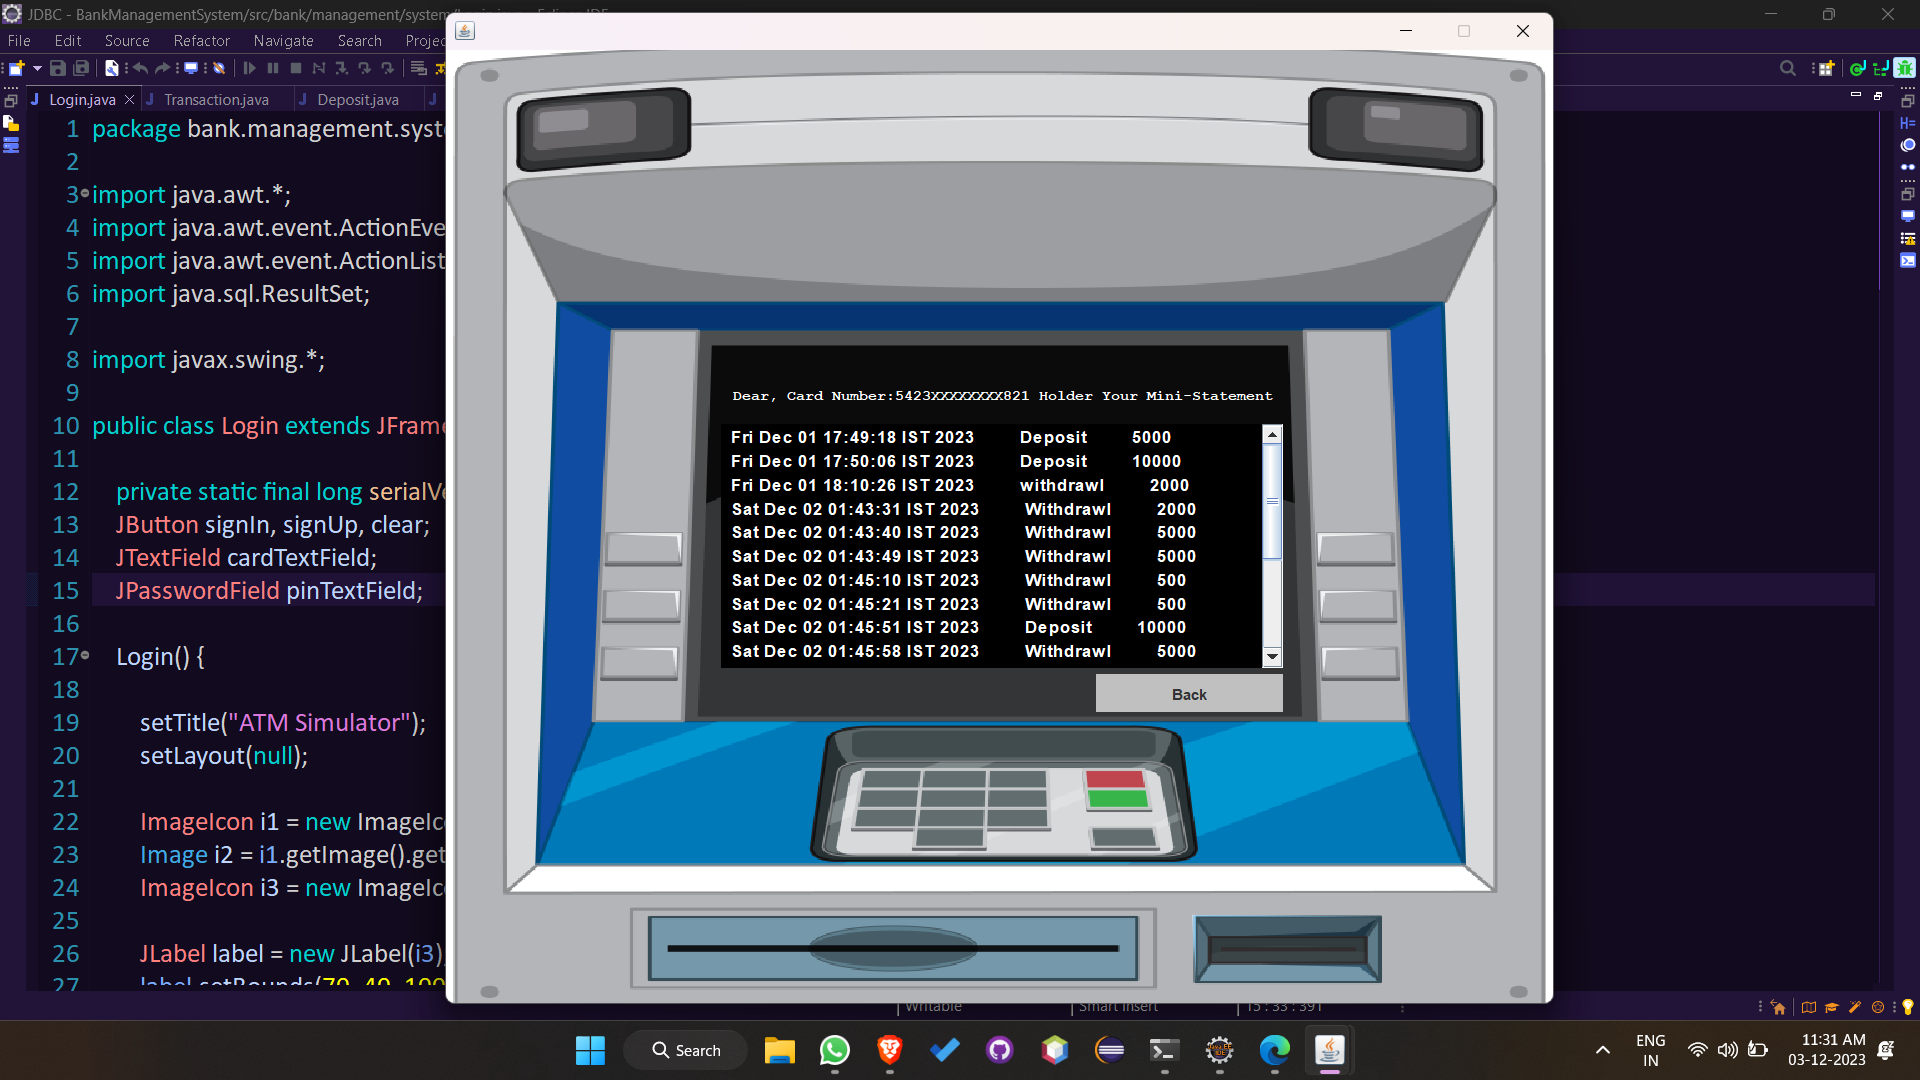 JDBC - BankManagementSystem/src/bank/management/system
File Edit Source Refactor Navigate Search
Login.java Transaction.java Deposit.java
1 package bank.management.syst
2
3 import java.awt.*;
4 import java.awt.event.ActionEve
5 import java.awt.event.ActionList
6 import java.sql.ResultSet;
7
8 import javax.swing.*;
9
10 public class Login extends JFrame
11
12 private static final long serialVe
13 JButton signIn, signUp, clear;
14 JTextField cardTextField;
15 JPasswordField pinTextField;
16
17 Login() {
18
19 setTitle("ATM Simulator");
20 setLayout(null);
21
22 ImageIcon i1 = new ImageIc
23 Image i2 = i1.getImage().get
24 ImageIcon i3 = new ImageIc
25
26 JLabel label = new JLabel(i3)
27
Dear, Card Number:5423XXXXXXXX821 Holder Your Mini-Statement
Fri Dec 01 17:49:18 IST 2023 Deposit 5000
Fri Dec 01 17:50:06 IST 2023 Deposit 10000
Fri Dec 01 18:10:26 IST 2023 withdrawl 2000
Sat Dec 02 01:43:31 IST 2023 Withdrawl 2000
Sat Dec 02 01:43:40 IST 2023 Withdrawl 5000
Sat Dec 02 01:43:49 IST 2023 Withdrawl 5000
Sat Dec 02 01:45:10 IST 2023 Withdrawl 500
Sat Dec 02 01:45:21 IST 2023 Withdrawl 500
Sat Dec 02 01:45:51 IST 2023 Deposit 10000
Sat Dec 02 01:45:58 IST 2023 Withdrawl 5000
Back
Writable Smart Insert 15 : 33 : 391
Search
ENG
IN
11:31 AM
03-12-2023